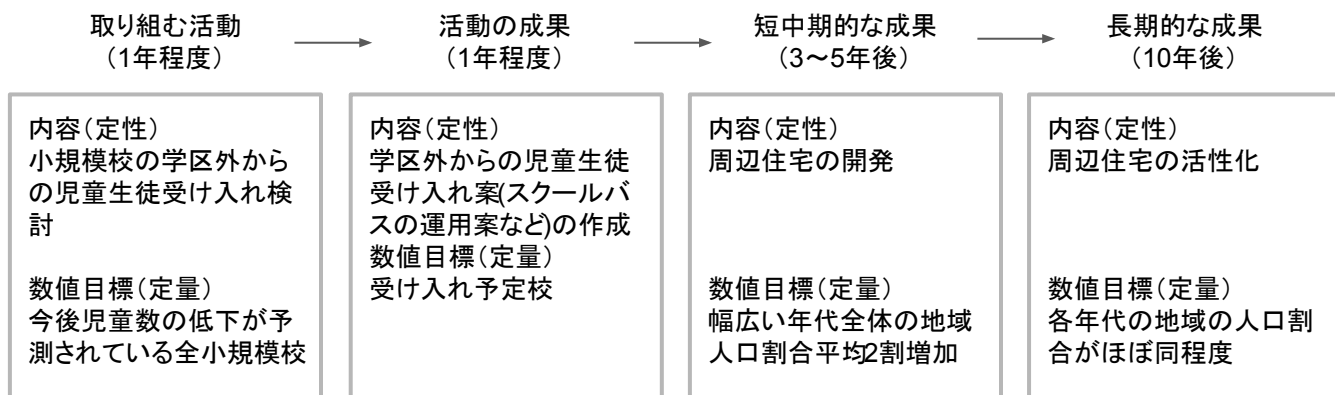 取り組む活動
(1年程度)
活動の成果
(1年程度)
短中期的な成果
(3～5年後)
長期的な成果
(10年後)
内容(定性)
小規模校の学区外から
の児童生徒受け入れ検
討
数値目標(定量)
今後児童数の低下が予
測されている全小規模校
内容(定性)
学区外からの児童生徒
受け入れ案(スクールバ
スの運用案など)の作成
数値目標(定量)
受け入れ予定校
内容(定性)
周辺住宅の開発
数値目標(定量)
幅広い年代全体の地域
人口割合平均2割増加
内容(定性)
周辺住宅の活性化
数値目標(定量)
各年代の地域の人口割
合がほぼ同程度